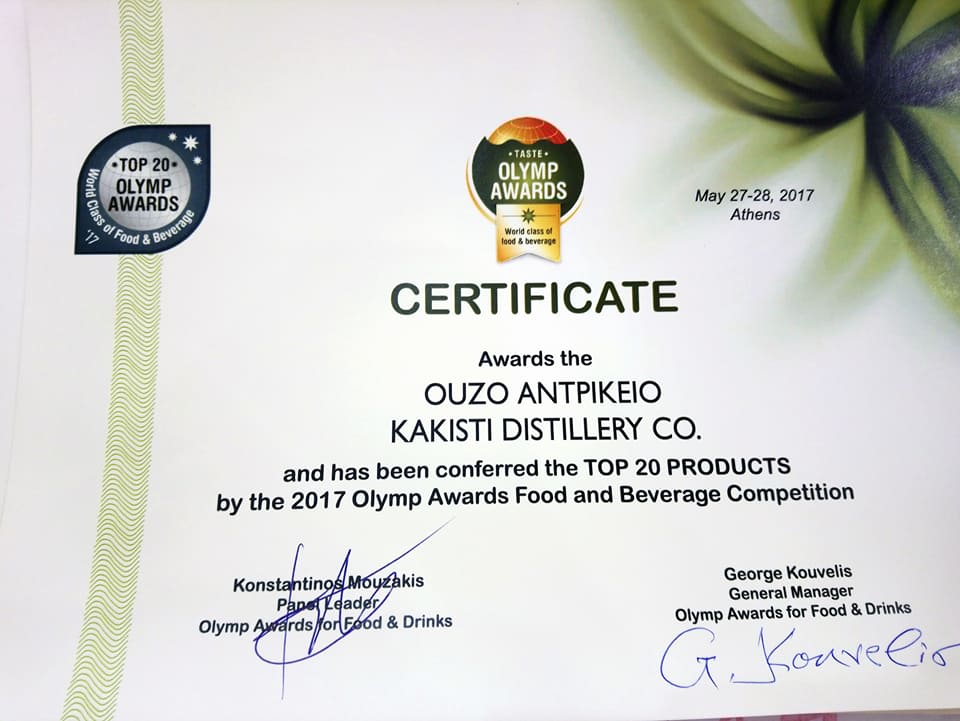 •TOP 20•
OLYMP
AWARDS
World Class of Food & Beverage
'17
•TASTE•
OLYMP
AWARDS
World class of
food & beverage
May 27-28, 2017
Athens
CERTIFICATE
Awards the
OUZO ANTPIKEIO
KAKISTI DISTILLERY CO.
and has been conferred the TOP 20 PRODUCTS
by the 2017 Olymp Awards Food and Beverage Competition
Konstantinos Mouzakis
Panel Leader
Olymp Awards for Food & Drinks
George Kouvelis
General Manager
Olymp Awards for Food & Drinks
G. Kouvelis